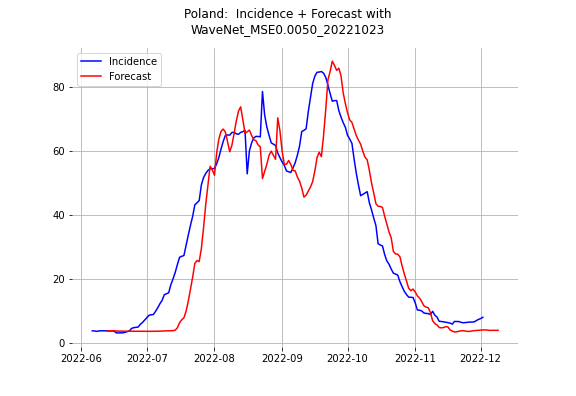 Poland:  Incidence + Forecast with
WaveNet_MSE0.0050_20221023
Incidence
Forecast
80
60
40
20
0
2022-06 2022-07 2022-08 2022-09 2022-10 2022-11 2022-12